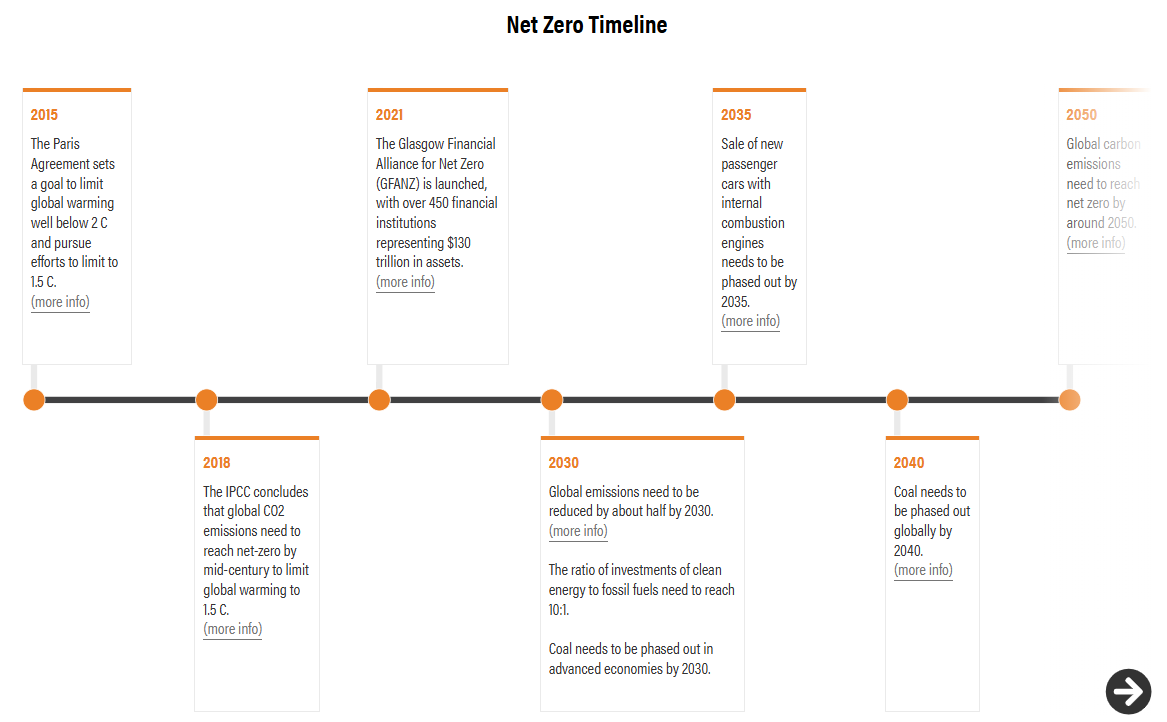 Net Zero Timeline
2015
The Paris
Agreement sets
a goal to limit
global warming
well below 2 C
and pursue
efforts to limit to
1.5 C.
(more info)
2018
The IPCC concludes
that global CO2
emissions need to
reach net-zero by
mid-century to limit
global warming to
1.5 C.
(more info)
2021
The Glasgow Financial
Alliance for Net Zero
(GFANZ) is launched,
with over 450 financial
institutions
representing $130
trillion in assets.
(more info)
2030
Global emissions need to be
reduced by about half by 2030.
(more info)
The ratio of investments of clean
energy to fossil fuels need to reach
10:1.
Coal needs to be phased out in
advanced economies by 2030.
2035
Sale of new
passenger
cars with
internal
combustion
engines
needs to be
phased out by
2035.
(more info)
2040
Coal needs to
be phased out
globally by
2040.
(more info)
2050
Global carbon
emissions
need to reach
net zero by
around 2050.
(more info)